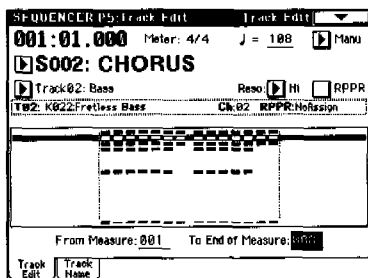 SEQUENCER P5:Track Edit Track Edit
001:01.000 Meter: 4/4 ♩ = 108 Manu
S002: CHORUS
Track02: Bass Reso: Hi RPPR
T02: K022:Fretless Bass Ch:02 RPPR:NoAssign
From Measure: 001 To End of Measure:
Track Edit Track Name